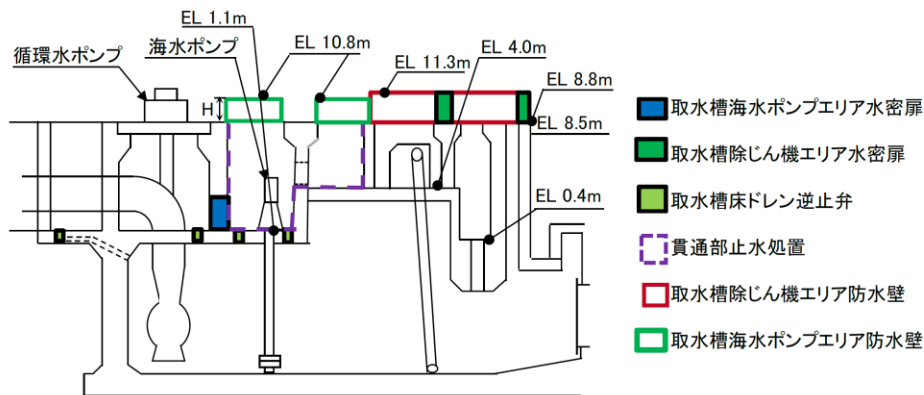 EL 1.1m
循環水ポンプ
海水ポンプ
EL 10.8m
EL 11.3m
EL 4.0m
EL 8.8m
EL 8.5m
H
EL 0.4m
取水槽海水ポンプエリア水密扉
取水槽除じん機エリア水密扉
取水槽床ドレン逆止弁
貫通部止水処置
取水槽除じん機エリア防水壁
取水槽海水ポンプエリア防水壁